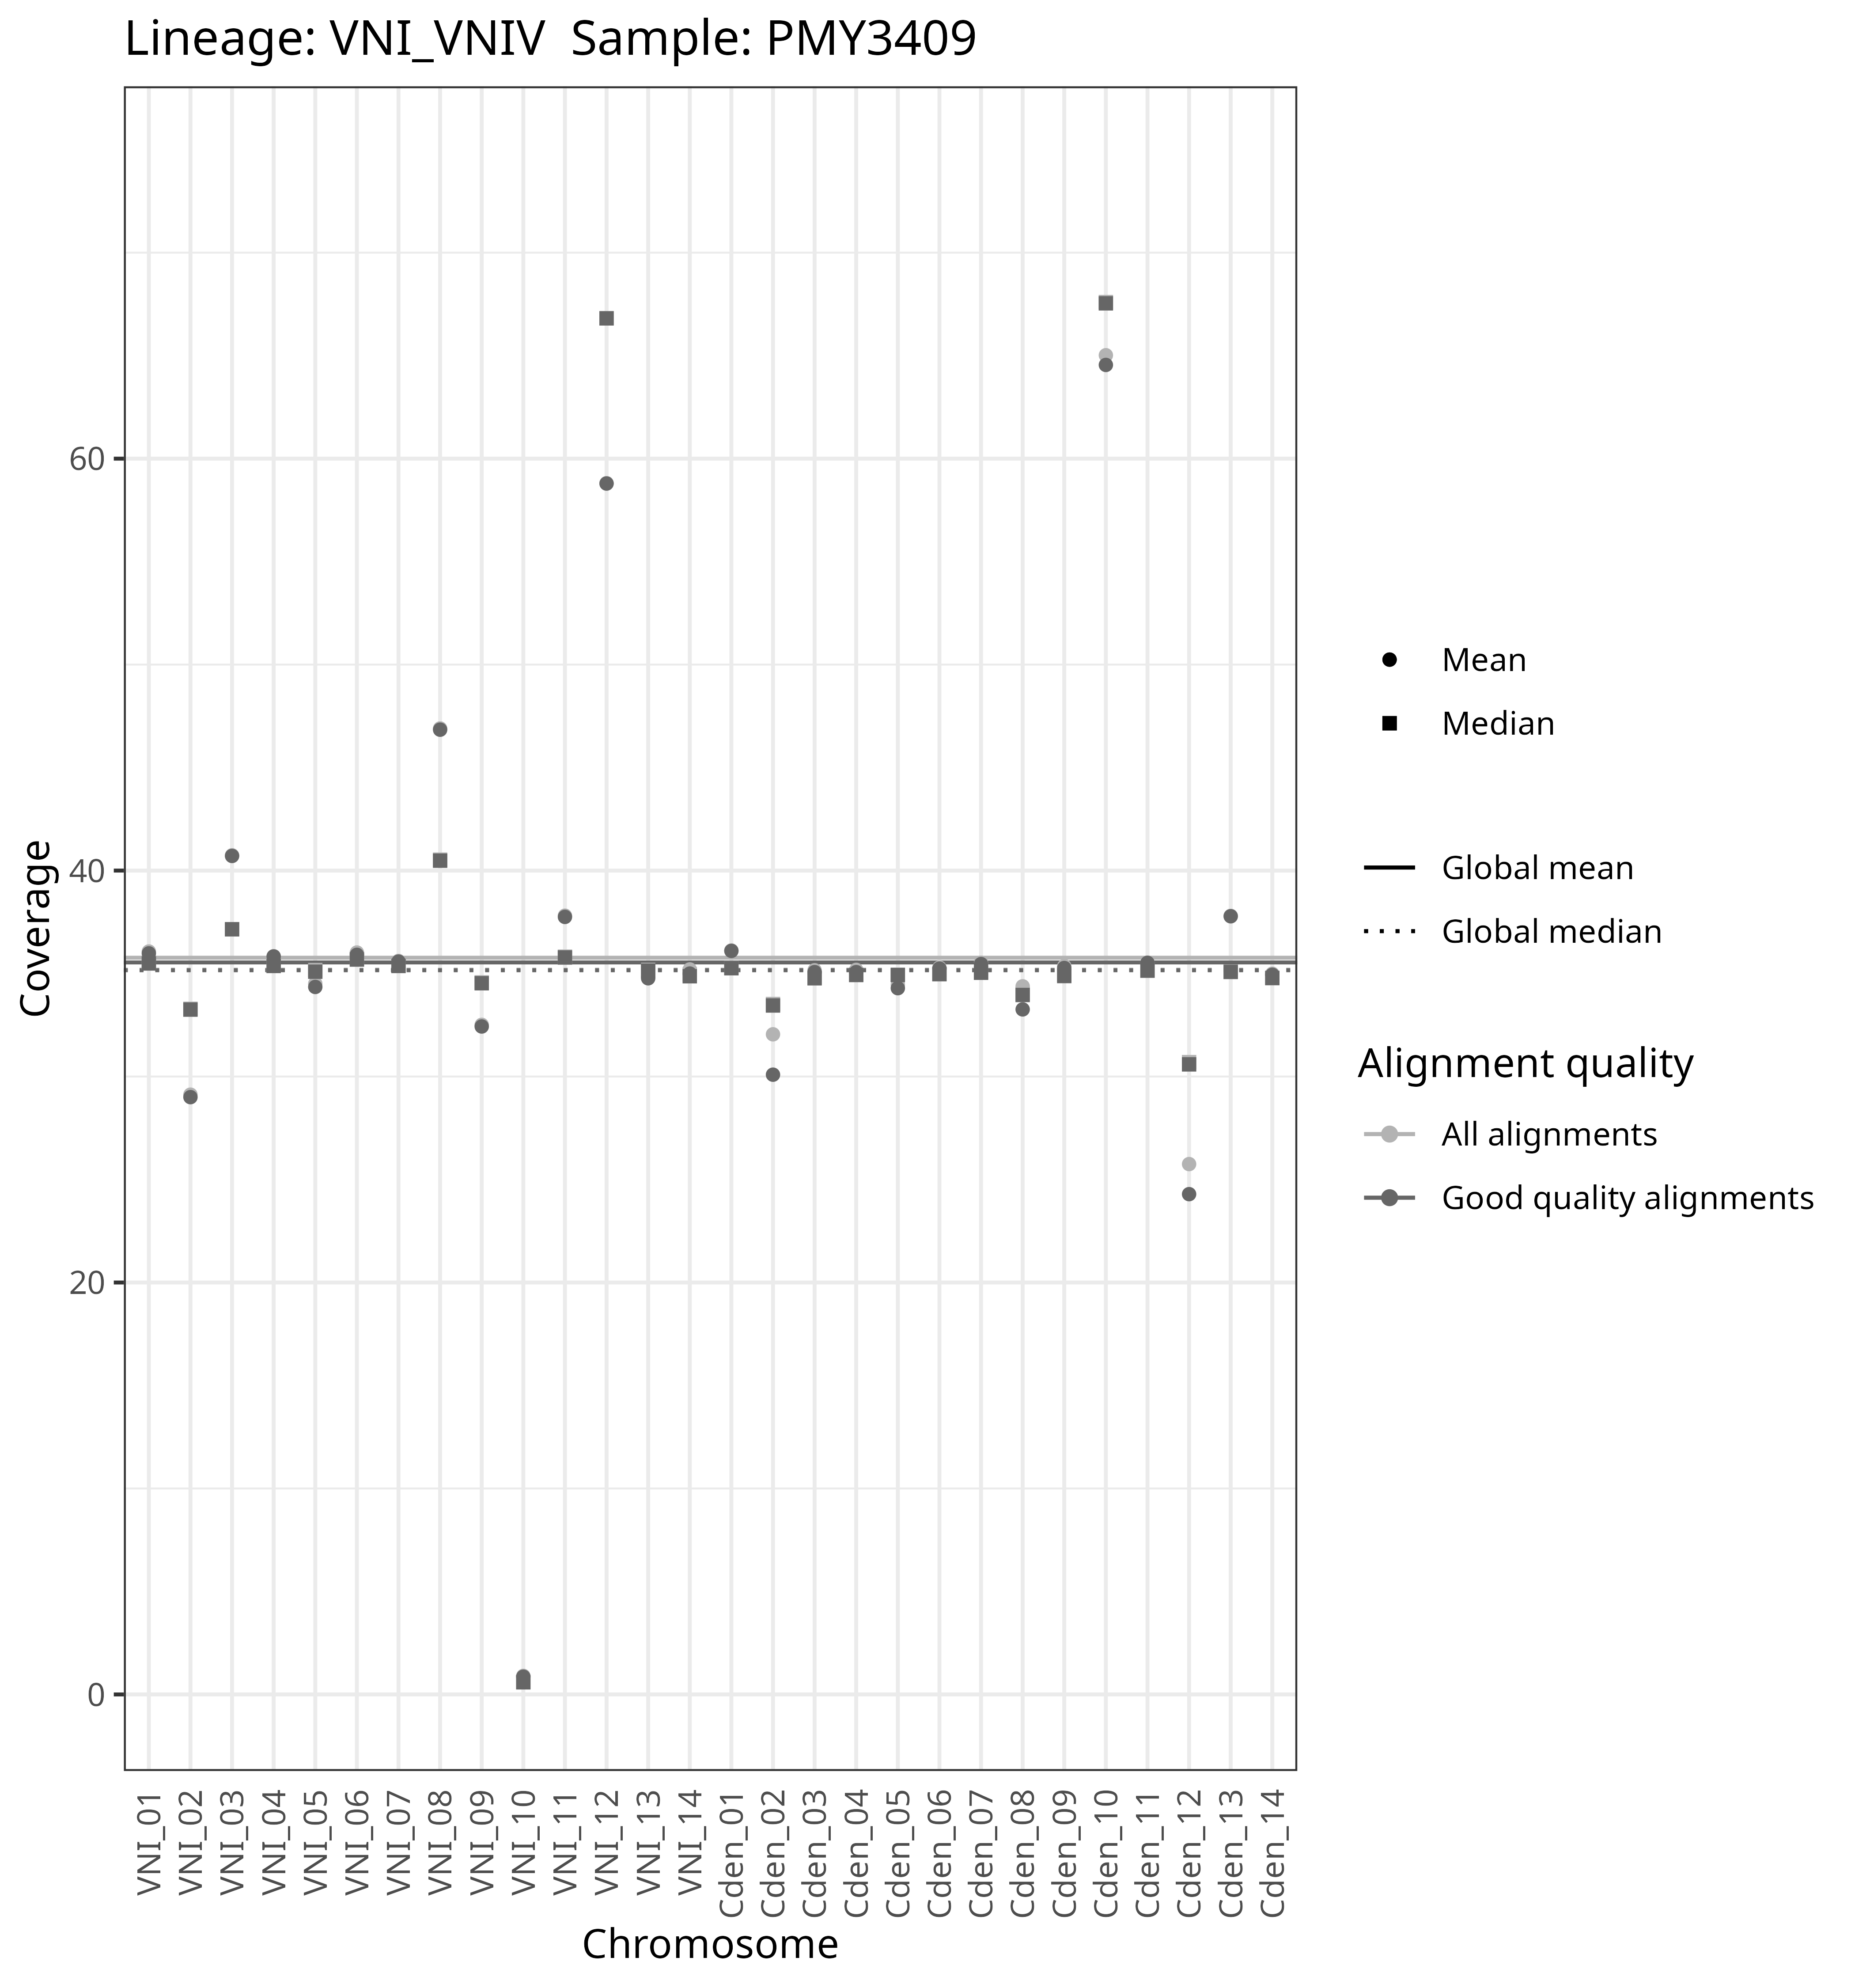 Lineage: VNI_VNIV  Sample: PMY3409
Coverage
60
40
20
0
VNI_01
VNI_02
VNI_03
VNI_04
VNI_05
VNI_06
VNI_07
VNI_08
VNI_09
VNI_10
VNI_11
VNI_12
VNI_13
VNI_14
Cden_01
Cden_02
Cden_03
Cden_04
Cden_05
Cden_06
Cden_07
Cden_08
Cden_09
Cden_10
Cden_11
Cden_12
Cden_13
Cden_14
Chromosome
Mean
Median
Global mean
Global median
Alignment quality
All alignments
Good quality alignments